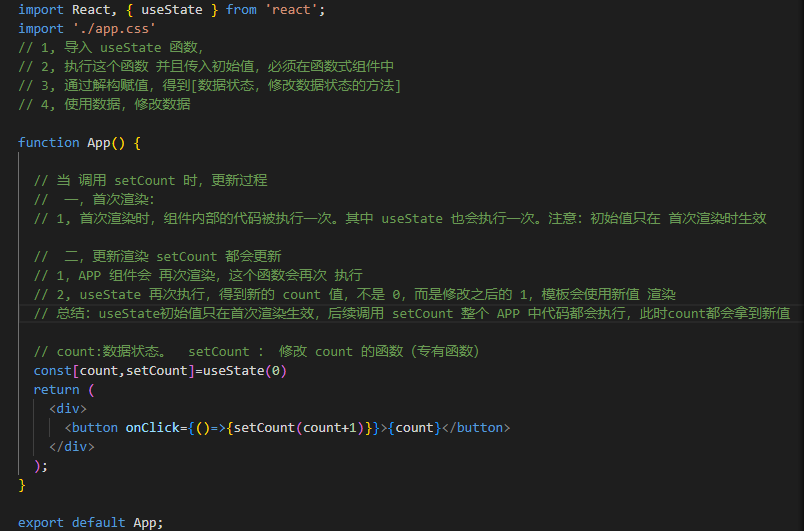 import React, { useState } from 'react';
import './app.css'
// 1, 导入 useState 函数,
// 2, 执行这个函数 并且传入初始值，必须在函数式组件中
// 3, 通过解构赋值，得到[数据状态，修改数据状态的方法]
// 4, 使用数据，修改数据
function App() {
// 当 调用 setCount 时，更新过程
//  一，首次渲染：
// 1, 首次渲染时，组件内部的代码被执行一次。其中 useState 也会执行一次。注意：初始值只在 首次渲染时生效
//  二，更新渲染 setCount 都会更新
// 1, APP 组件会 再次渲染，这个函数会再次 执行
// 2, useState 再次执行，得到新的 count 值，不是 0，而是修改之后的 1，模板会使用新值 渲染
// 总结：useState初始值只在首次渲染生效，后续调用 setCount 整个 APP 中代码都会执行，此时count都会拿到新值
// count:数据状态。  setCount ： 修改 count 的函数（专有函数）
const[count,setCount]=useState(0)
return (
<div>
<button onClick={()=>{setCount(count+1)}}>{count}</button>
</div>
);
}
export default App;